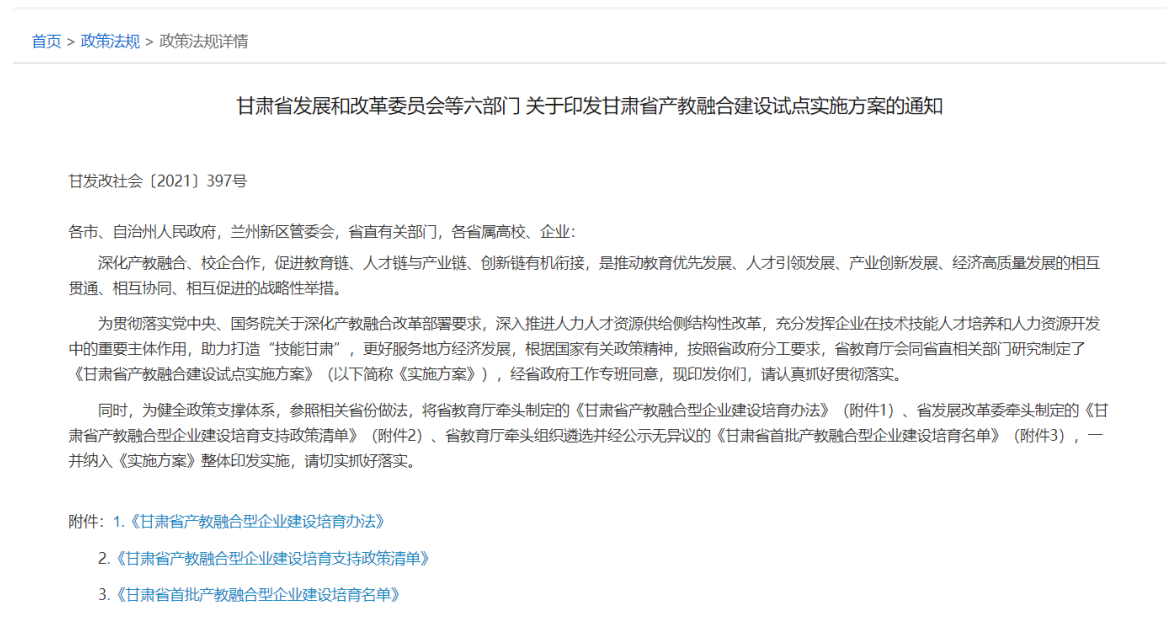 首页 > 政策法规 > 政策法规详情
甘肃省发展和改革委员会等六部门 关于印发甘肃省产教融合建设试点实施方案的通知
甘发改社会〔2021〕397号
各市、自治州人民政府，兰州新区管委会，省直有关部门，各省属高校、企业：
深化产教融合、校企合作，促进教育链、人才链与产业链、创新链有机衔接，是推动教育优先发展、人才引领发展、产业创新发展、经济高质量发展的相互
贯通、相互协同、相互促进的战略性举措。
为贯彻落实党中央、国务院关于深化产教融合改革部署要求，深入推进人力人才资源供给侧结构性改革，充分发挥企业在技术技能人才培养和人力资源开发
中的重要主体作用，助力打造“技能甘肃”，更好服务地方经济发展，根据国家有关政策精神，按照省政府分工要求，省教育厅会同省直相关部门研究制定了
《甘肃省产教融合建设试点实施方案》（以下简称《实施方案》），经省政府工作专班同意，现印发你们，请认真抓好贯彻落实。
同时，为健全政策支撑体系，参照相关省份做法，将省教育厅牵头制定的《甘肃省产教融合型企业建设培育办法》（附件1）、省发展改革委牵头制定的《甘
肃省产教融合型企业建设培育支持政策清单》（附件2）、省教育厅牵头组织遴选并经公示无异议的《甘肃省首批产教融合型企业建设培育名单》（附件3），一
并纳入《实施方案》整体印发实施，请切实抓好落实。
附件：1.《甘肃省产教融合型企业建设培育办法》
2.《甘肃省产教融合型企业建设培育支持政策清单》
3.《甘肃省首批产教融合型企业建设培育名单》